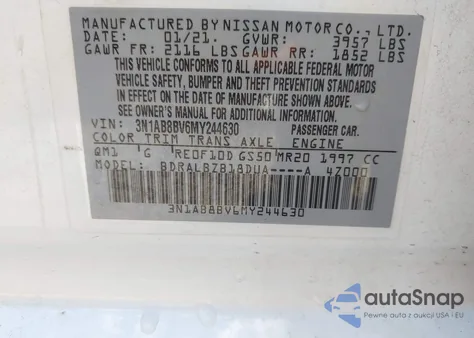 MANUFACTURED BY NISSAN MOTOR CO., LTD.
DATE: 01/21. GVWR: 3957 LBS
GAWR FR: 2116 LBS GAWR RR: 1852 LBS
THIS VEHICLE CONFORMS TO ALL APPLICABLE FEDERAL MOTOR
VEHICLE SAFETY, BUMPER AND THEFT PREVENTION STANDARDS
IN EFFECT ON THE DATE OF MANUFACTURE SHOWN ABOVE.
SEE OWNER'S MANUAL FOR ADDITIONAL INFORMATION.
VIN: 3N1AB8BV6MY244630 PASSENGER CAR
COLOR TRIM TRANS AXLE ENGINE
QM1 G RE0F10D GS50 MR20 1997 CC
MODEL: BDRALBZB18DUA----A 47000
3N1AB8BV6MY244630
autoSnap
Pewne auta z aukcji USA i EU